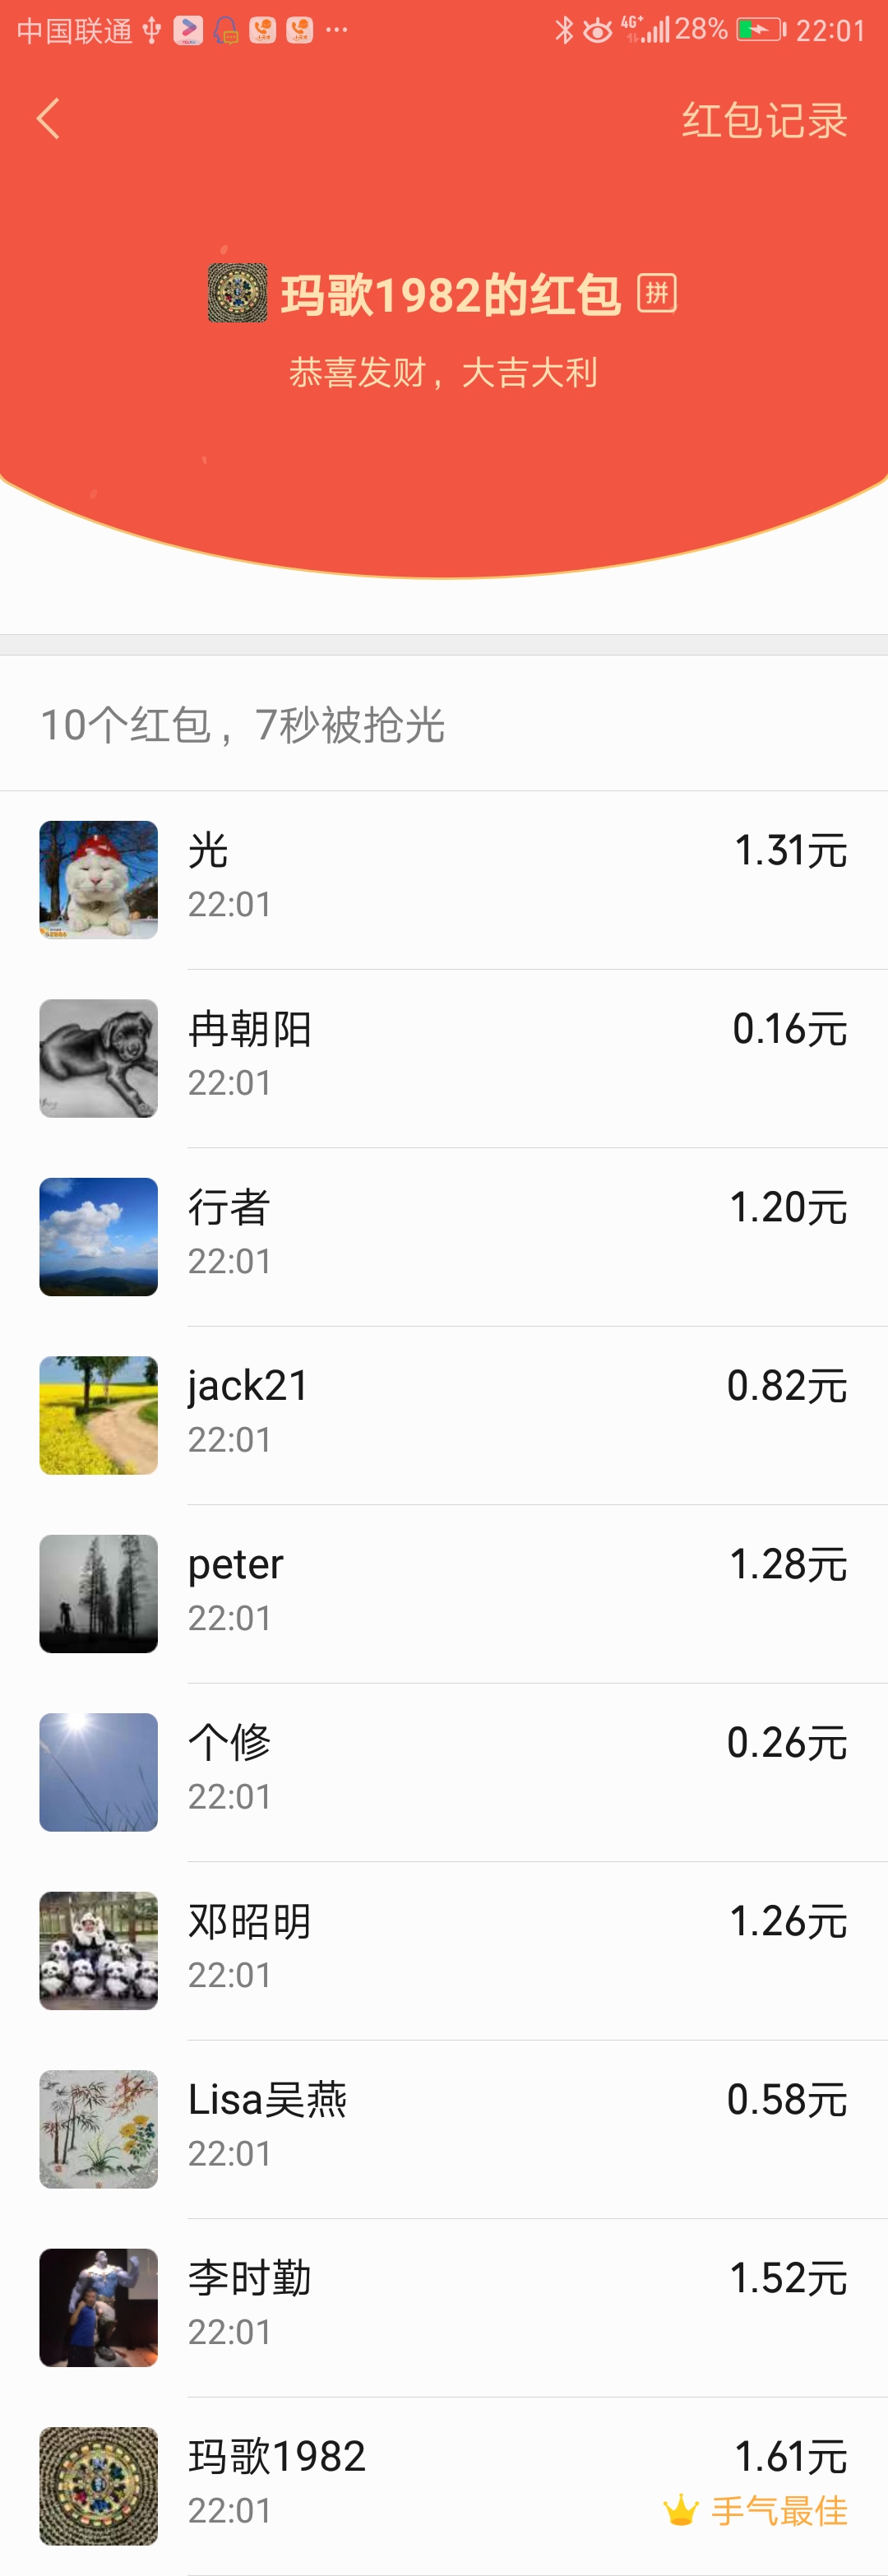 中国联通 4G+ 28% 22:01
红包记录
玛歌1982的红包 拼
恭喜发财，大吉大利
10个红包，7秒被抢光
光 1.31元
22:01
冉朝阳 0.16元
22:01
行者 1.20元
22:01
jack21 0.82元
22:01
peter 1.28元
22:01
个修 0.26元
22:01
邓昭明 1.26元
22:01
Lisa吴燕 0.58元
22:01
李时勤 1.52元
22:01
玛歌1982 1.61元
22:01 手气最佳